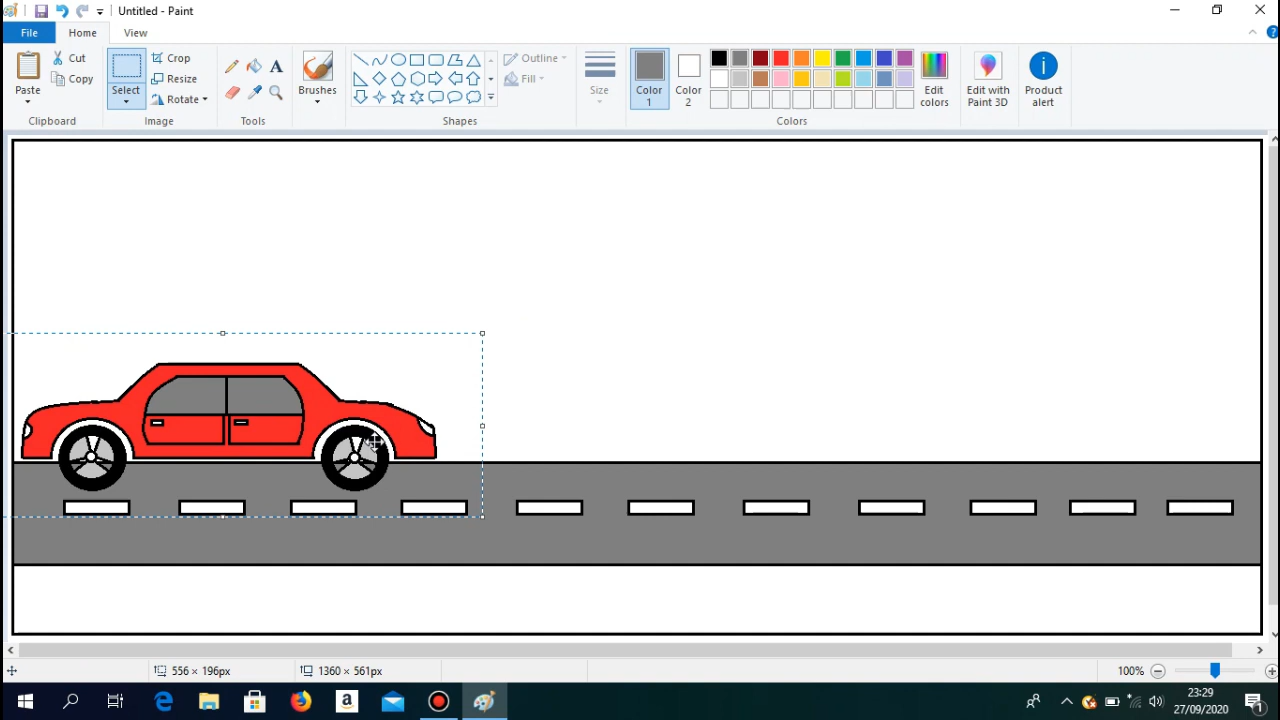 Untitled - Paint
File
Home
View
Paste
Cut
Copy
Clipboard
Select
Crop
Resize
Rotate
Image
A
Tools
Brushes
Outline
Fill
Shapes
Size
Color 1
Color 2
Edit colors
Colors
Edit with Paint 3D
Product alert
556 × 196px
1360 × 561px
100%
23:29
27/09/2020